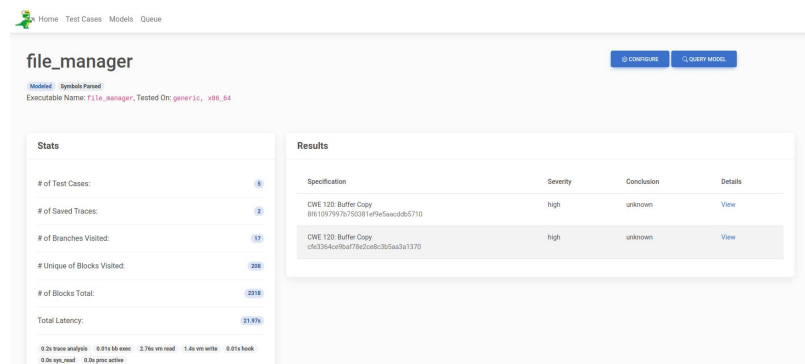 Home Test Cases Models Queue
file_manager
CONFIGURE QUERY MODEL
Modeled Symbols Parsed
Executable Name: file_manager, Tested On: generic, x86_64
Stats
# of Test Cases: 5
# of Saved Traces: 2
# of Branches Visited: 17
# Unique of Blocks Visited: 208
# of Blocks Total: 2318
Total Latency: 21.97s
0.2s trace analysis 0.01s bb exec 2.76s vm read 1.4s vm write 0.01s hook
0.0s sys_read 0.0s proc active
Results
Specification Severity Conclusion Details
CWE 120: Buffer Copy high unknown View
8f61097997b750381ef9e5aacddb5710
CWE 120: Buffer Copy high unknown View
cfe3364ce9baf78e2ce8c3b5aa3a1370